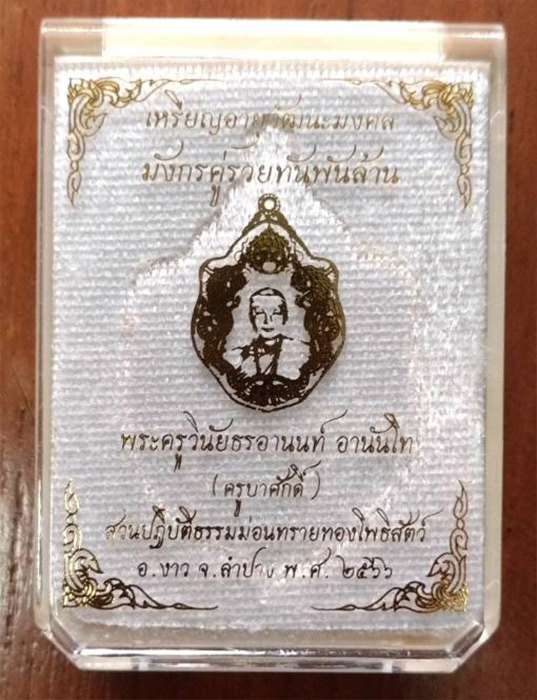 เหรียญอายุวัฒนะมงคล
มังกรคู่รวยทันพันล้าน
พระครูวินัยธรอานนท์ อานันโท
(ครูบาศักดิ์)
สวนปฏิบัติธรรมม่อนทรายทองโพธิสัตว์
อ.งาว จ.ลำปาง พ.ศ. ๒๕๖๖